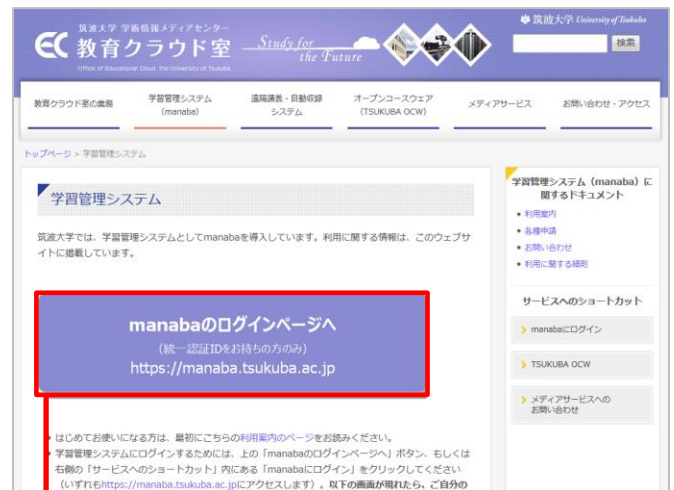 筑波大学 学術情報メディアセンター
教育クラウド室
Office of Educational Cloud, the University of Tsukuba
Study for
the Future
筑波大学 University of Tsukuba
検索
教育クラウド室の業務
学習管理システム
(manaba)
遠隔講義・自動収録
システム
オープンコースウェア
(TSUKUBA OCW)
メディアサービス
お問い合わせ・アクセス
トップページ > 学習管理システム
学習管理システム
筑波大学では、学習管理システムとしてmanabaを導入しています。利用に関する情報は、このウェブサ
イトに掲載しています。
manabaのログインページへ
(統一認証IDをお持ちの方のみ)
https://manaba.tsukuba.ac.jp
はじめてお使いになる方は、最初にこちらの利用案内のページをお読みください。
学習管理システムにログインするためには、上の「manabaのログインページへ」ボタン、もしくは
右側の「サービスへのショートカット」内にある「manabaにログイン」をクリックしてください
(いずれもhttps://manaba.tsukuba.ac.jpにアクセスします)。以下の画面が現れたら、ご自分の
学習管理システム (manaba) に
関するドキュメント
• 利用案内
• 各種申請
• お問い合わせ
• 利用に関する細則
サービスへのショートカット
manabaにログイン
TSUKUBA OCW
メディアサービスへの
お問い合わせ